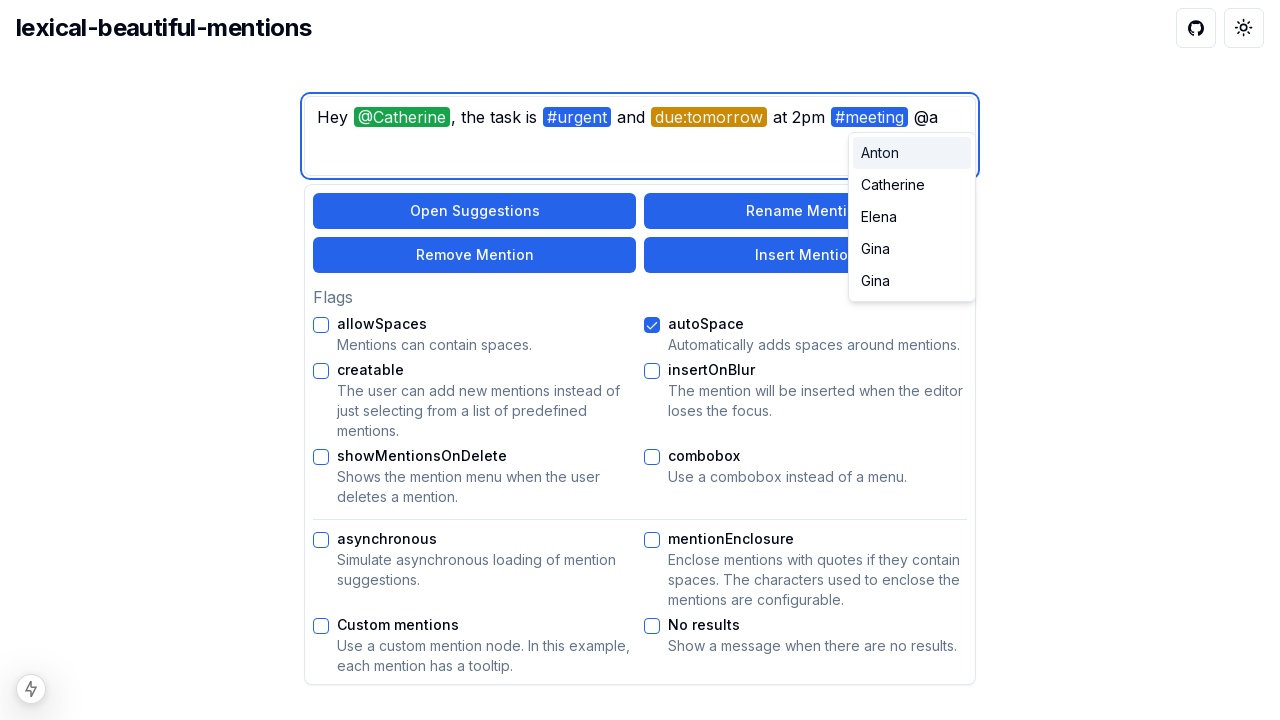 lexical-beautiful-mentions
Hey @Catherine, the task is #urgent and due:tomorrow at 2pm #meeting @a
Anton
Catherine
Elena
Gina
Gina
Open Suggestions
Rename Menti
Remove Mention
Insert Mentio
Flags
allowSpaces
Mentions can contain spaces.
autoSpace
Automatically adds spaces around mentions.
creatable
The user can add new mentions instead of
just selecting from a list of predefined
mentions.
insertOnBlur
The mention will be inserted when the editor
loses the focus.
showMentionsOnDelete
Shows the mention menu when the user
deletes a mention.
combobox
Use a combobox instead of a menu.
asynchronous
Simulate asynchronous loading of mention
suggestions.
mentionEnclosure
Enclose mentions with quotes if they contain
spaces. The characters used to enclose the
mentions are configurable.
Custom mentions
Use a custom mention node. In this example,
each mention has a tooltip.
No results
Show a message when there are no results.